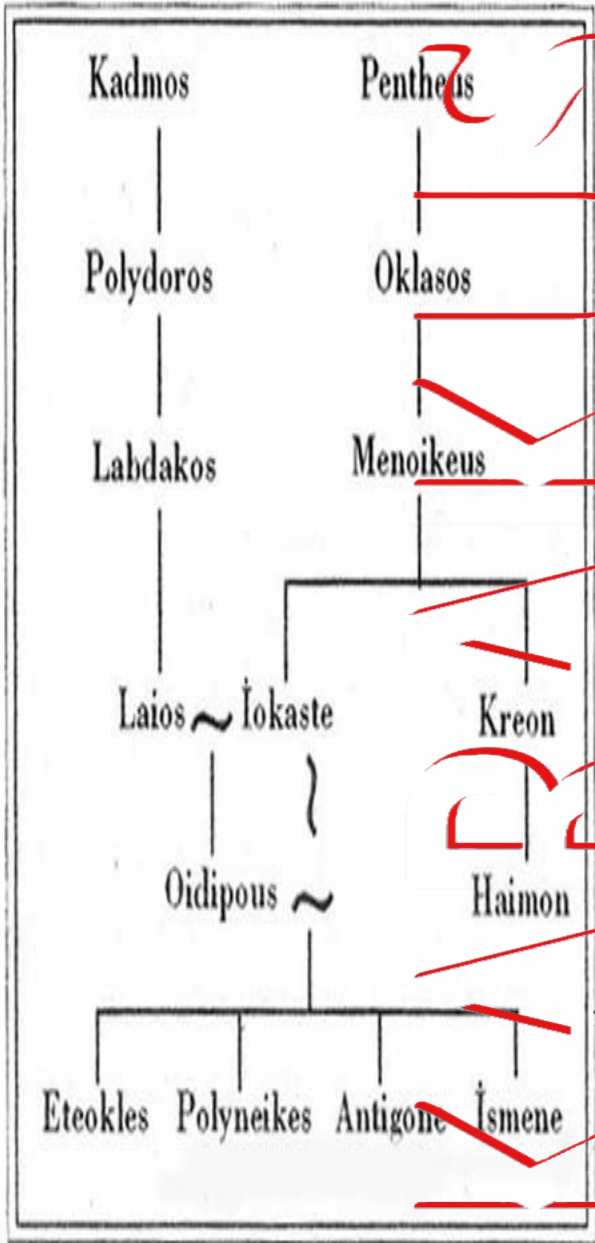 Kadmos Pentheus
Polydoros Oklasos
Labdakos Menoikeus
Laios ~ İokaste Kreon
Oidipous ~ Haimon
Eteokles Polyneikes Antigone İsmene